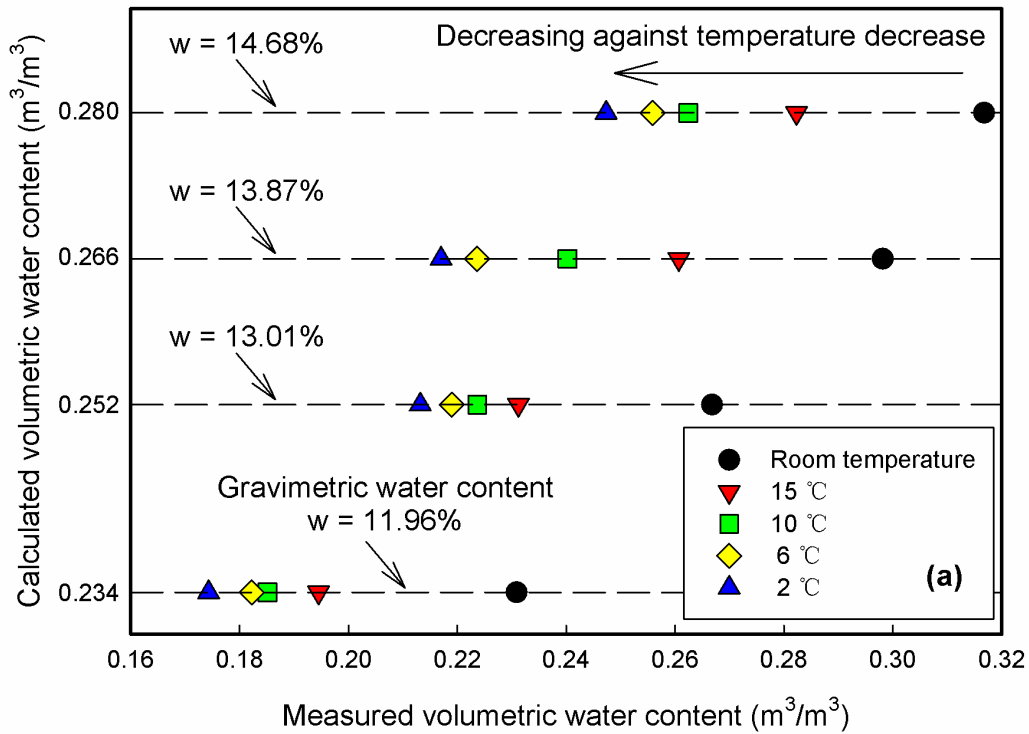 Decreasing against temperature decrease
w = 14.68%
w = 13.87%
w = 13.01%
Gravimetric water content
w = 11.96%
Calculated volumetric water content (m³/m³)
0.280
0.266
0.252
0.234
Room temperature
15 ℃
10 ℃
6 ℃
2 ℃
(a)
0.16 0.18 0.20 0.22 0.24 0.26 0.28 0.30 0.32
Measured volumetric water content (m³/m³)